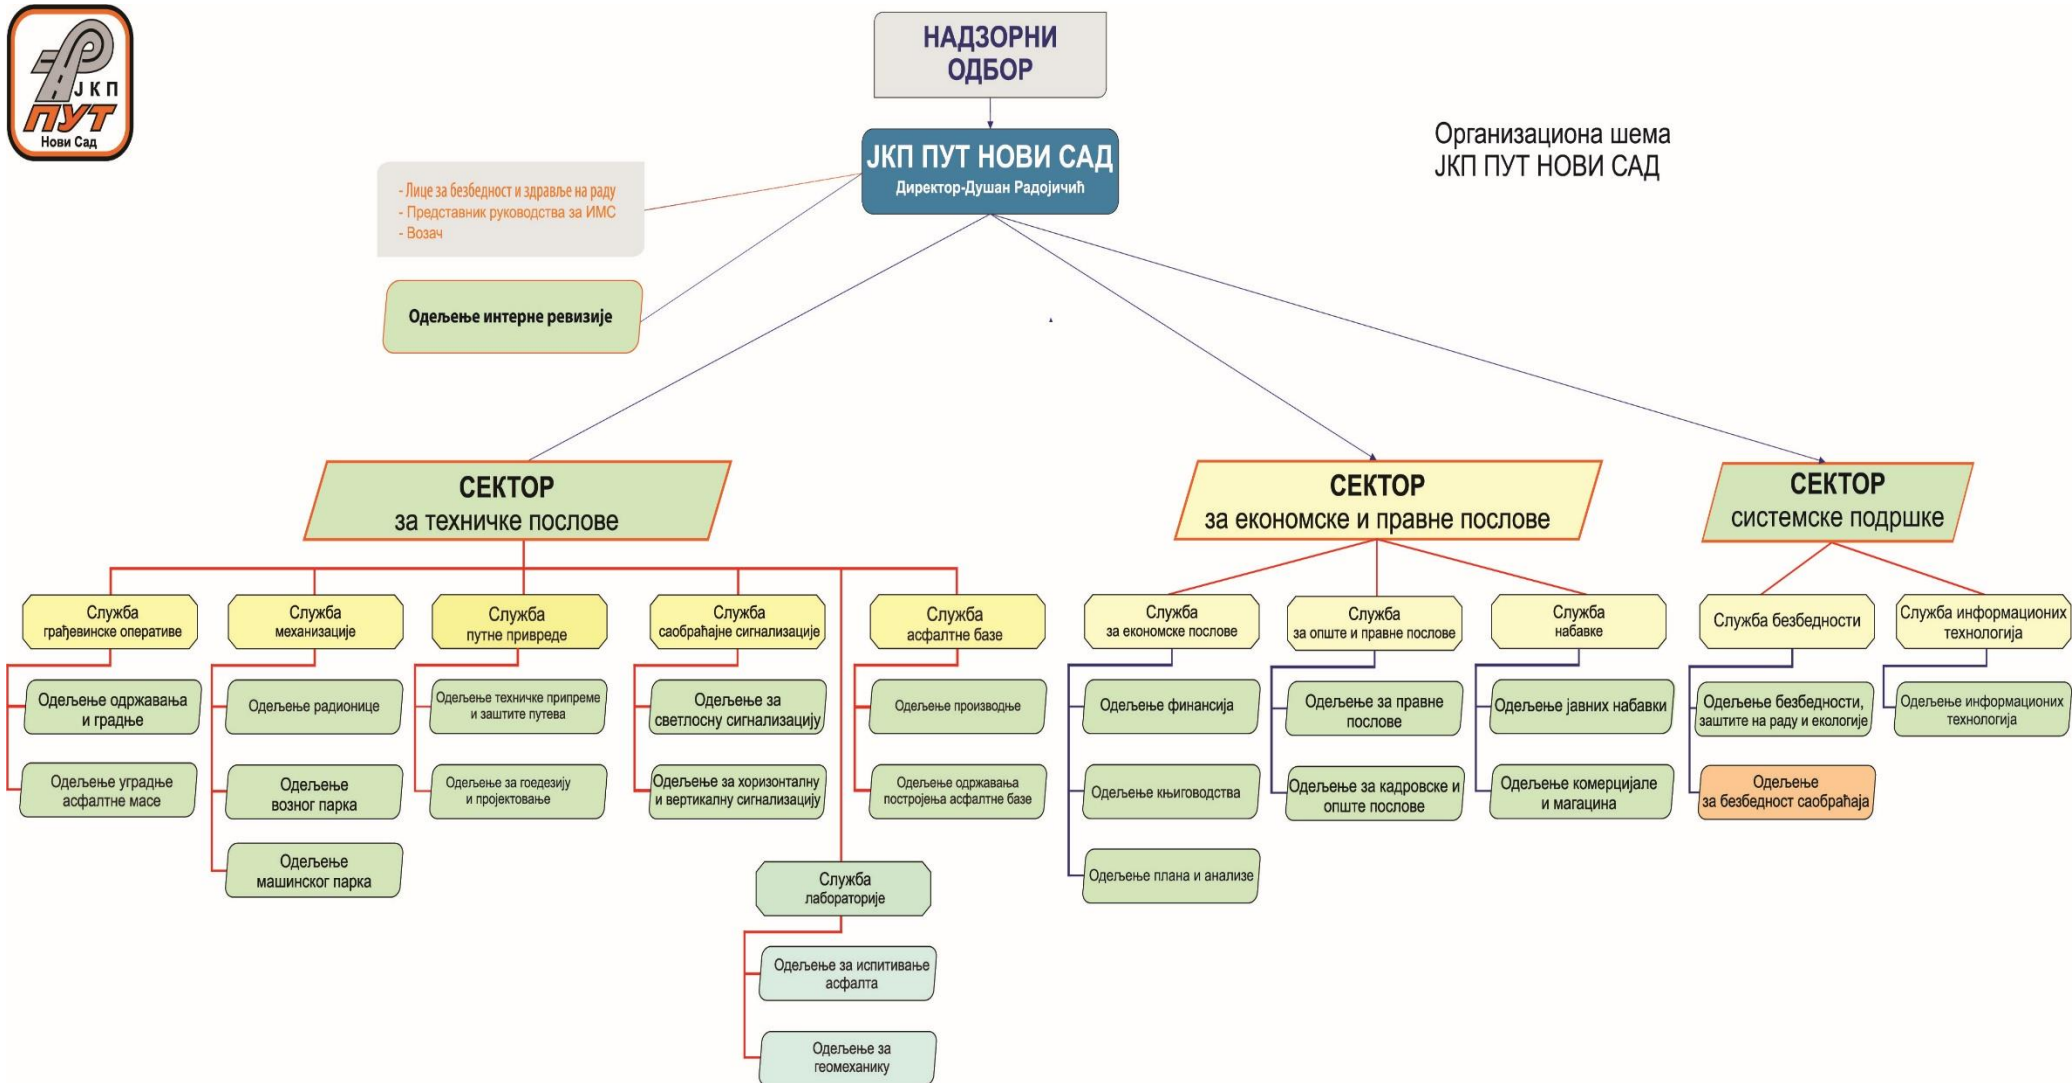 ЈКП
ПУТ
Нови Сад
НАДЗОРНИ
ОДБОР
ЈКП ПУТ НОВИ САД
Директор-Душан Радојичић
Организациона шема
ЈКП ПУТ НОВИ САД
- Лице за безбедност и здравље на раду
- Представник руководства за ИМС
- Возач
Одељење интерне ревизије
СЕКТОР
за техничке послове
СЕКТОР
за економске и правне послове
СЕКТОР
системске подршке
Служба
грађевинске оперативе
Служба
механизације
Служба
путне привреде
Служба
саобраћајне сигнализације
Служба
асфалтне базе
Служба
за економске послове
Служба
за опште и правне послове
Служба
набавке
Служба безбедности
Служба информационих
технологија
Одељење одржавања
и градње
Одељење радионице
Одељење техничке припреме
и заштите путева
Одељење за
светлосну сигнализацију
Одељење производње
Одељење финансија
Одељење за правне
послове
Одељење јавних набавки
Одељење безбедности,
заштите на раду и екологије
Одељење информационих
технологија
Одељење уградње
асфалтне масе
Одељење
возног парка
Одељење за гоедезију
и пројектовање
Одељење за хоризонталну
и вертикалну сигнализацију
Одељење одржавања
постројења асфалтне базе
Одељење књиговодства
Одељење за кадровске и
опште послове
Одељење комерцијале
и магацина
Одељење
за безбедност саобраћаја
Одељење
машинског парка
Служба
лабораторије
Одељење плана и анализе
Одељење за испитивање
асфалта
Одељење за
геомеханику